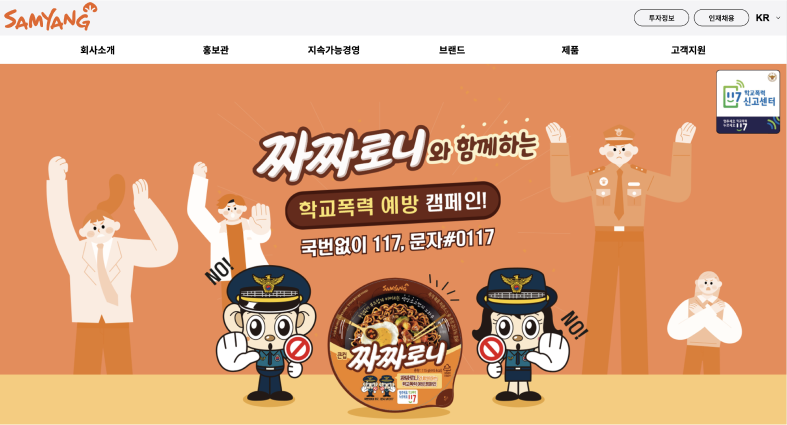 SAMYANG
투자정보
인재채용
KR
회사소개
홍보관
지속가능경영
브랜드
제품
고객지원
117 학교폭력
신고센터
117
짜짜로니와 함께하는
학교폭력 예방 캠페인!
국번없이 117, 문자#0117
NO!
NO!
SAMYANG
큰컵
짜짜로니
117